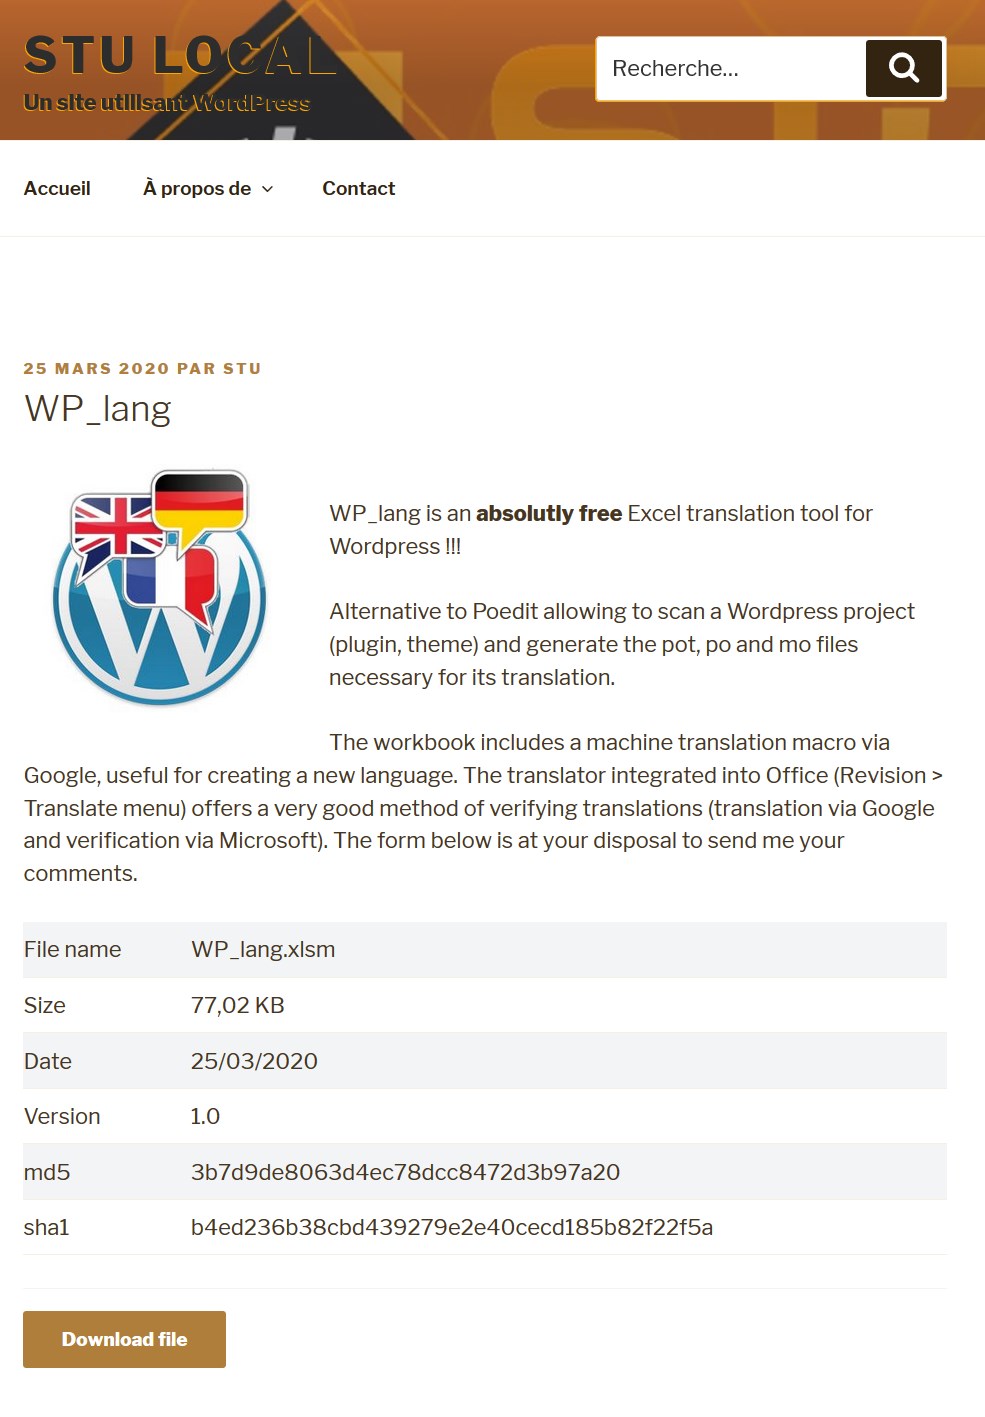 STU LOCAL
Un site utilisant WordPress
Recherche...
Accueil
À propos de
Contact
25 MARS 2020 PAR STU
WP_lang
WP_lang is an absolutly free Excel translation tool for
Wordpress !!!
Alternative to Poedit allowing to scan a Wordpress project
(plugin, theme) and generate the pot, po and mo files
necessary for its translation.
The workbook includes a machine translation macro via
Google, useful for creating a new language. The translator integrated into Office (Revision >
Translate menu) offers a very good method of verifying translations (translation via Google
and verification via Microsoft). The form below is at your disposal to send me your
comments.
File name WP_lang.xlsm
Size 77,02 KB
Date 25/03/2020
Version 1.0
md5 3b7d9de8063d4ec78dcc8472d3b97a20
sha1 b4ed236b38cbd439279e2e40cecd185b82f22f5a
Download file